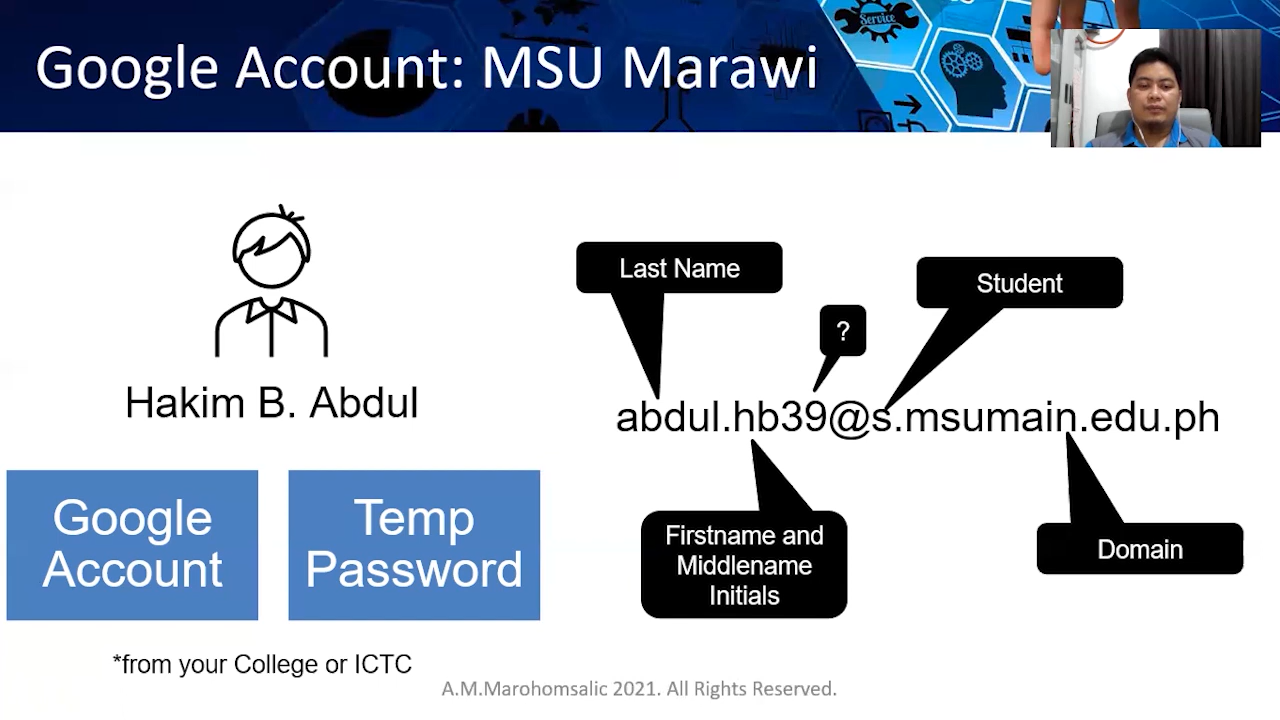 Google Account: MSU Marawi
Service
Last Name
Student
?
Hakim B. Abdul
abdul.hb39@s.msumain.edu.ph
Google
Account
Temp
Password
Firstname and
Middlename
Initials
Domain
*from your College or ICTC
A.M.Marohomsalic 2021. All Rights Reserved.